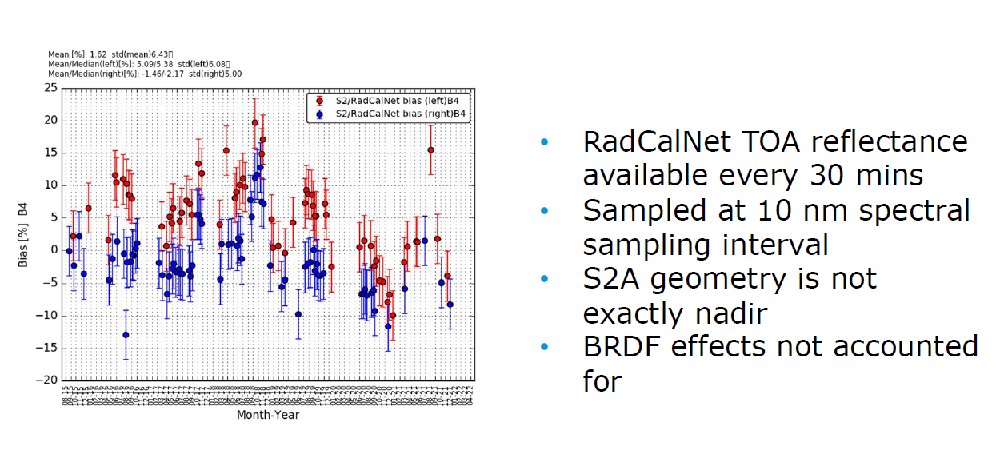 Mean [%]: 1.62 std(mean)6.43
Mean/Median(left)[%]: 5.09/5.38 std(left)6.08
Mean/Median(right)[%]: -1.46/-2.17 std(right)5.00
25
20
15
10
5
0
−5
−10
−15
−20
Bias [%] B4
S2/RadCalNet bias (left)B4
S2/RadCalNet bias (right)B4
Month-Year
• RadCalNet TOA reflectance
available every 30 mins
• Sampled at 10 nm spectral
sampling interval
• S2A geometry is not
exactly nadir
• BRDF effects not accounted
for